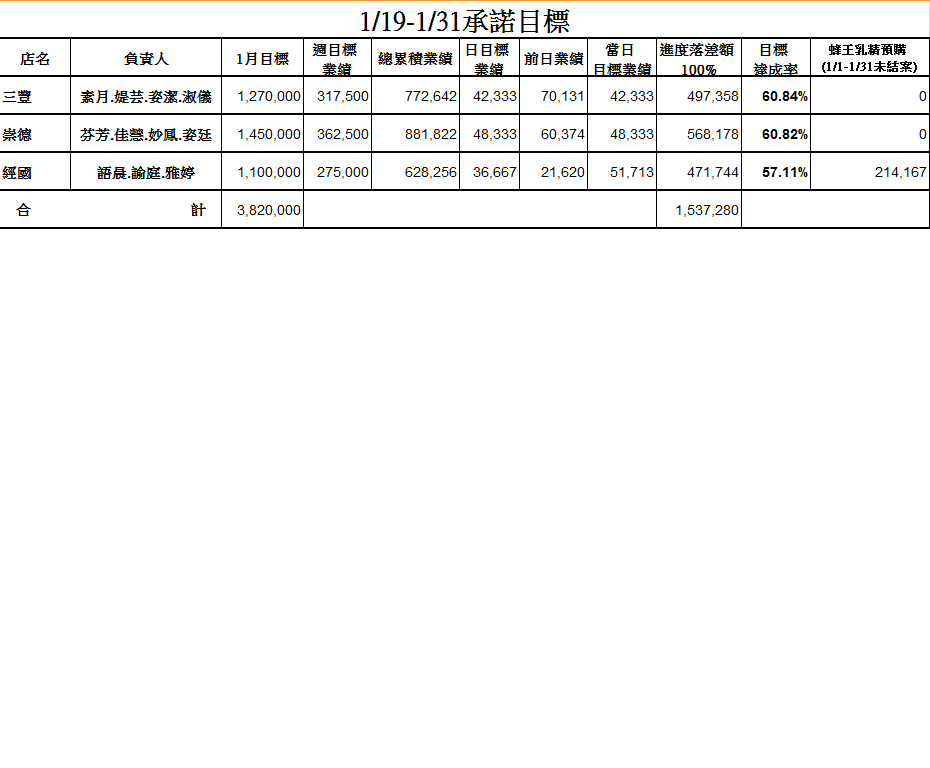 1/19-1/31承諾目標
店名 負責人 1月目標 週目標業績 總累積業績 日目標業績 前日業績 當日目標業績 進度落差額100% 目標達成率 蜂王乳精預購(1/1-1/31未結案)
三豐 素月.媞芸.姿潔.淑儀 1,270,000 317,500 772,642 42,333 70,131 42,333 497,358 60.84% 0
崇德 芬芳.佳慧.妙鳳.姿廷 1,450,000 362,500 881,822 48,333 60,374 48,333 568,178 60.82% 0
經國 語晨.諭庭.雅婷 1,100,000 275,000 628,256 36,667 21,620 51,713 471,744 57.11% 214,167
合計 3,820,000 1,537,280